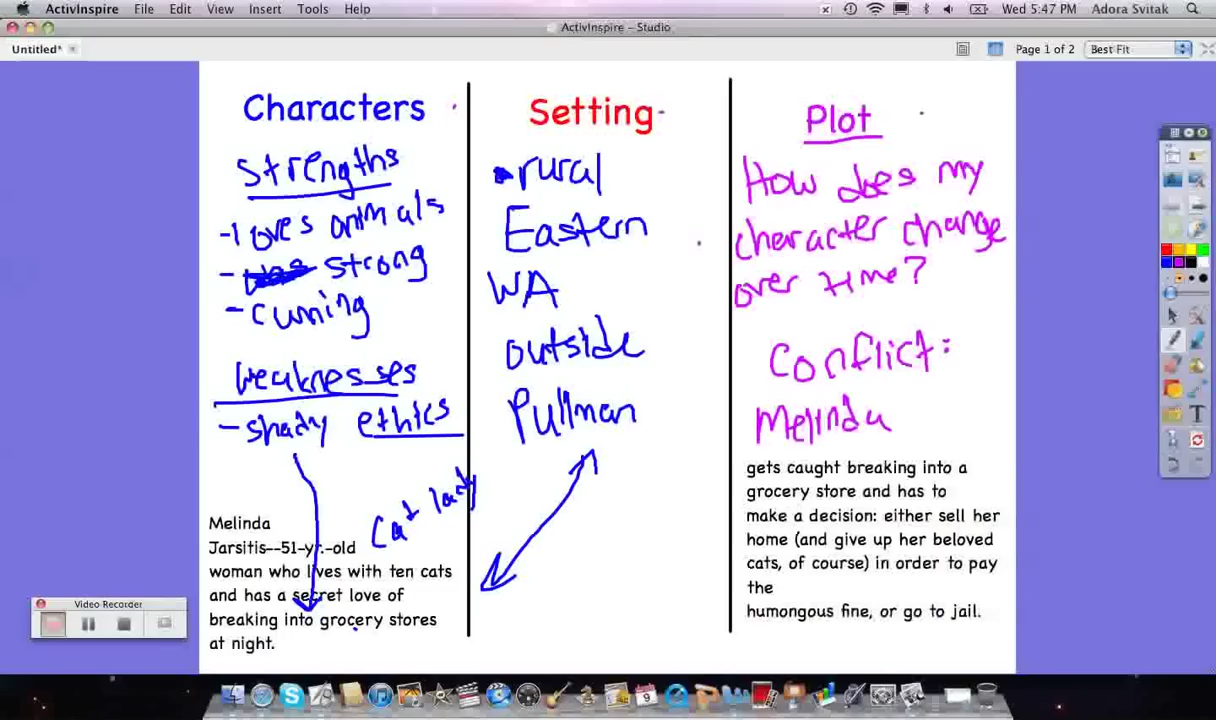 ActivInspire File Edit View Insert Tools Help Wed 5:47 PM Adora Svitak
ActivInspire – Studio
Untitled* Page 1 of 2 Best Fit
Characters
strengths
-loves animals
- strong
-cunning
weaknesses
-shady ethics
cat lady
Melinda
Jarsitis--51-yr.-old
woman who lives with ten cats
and has a secret love of
breaking into grocery stores
at night.
Setting
rural
Eastern
WA
outside
Pullman
Plot
How does my
character change
over time?
Conflict:
Melinda
gets caught breaking into a
grocery store and has to
make a decision: either sell her
home (and give up her beloved
cats, of course) in order to pay
the
humongous fine, or go to jail.
Video Recorder